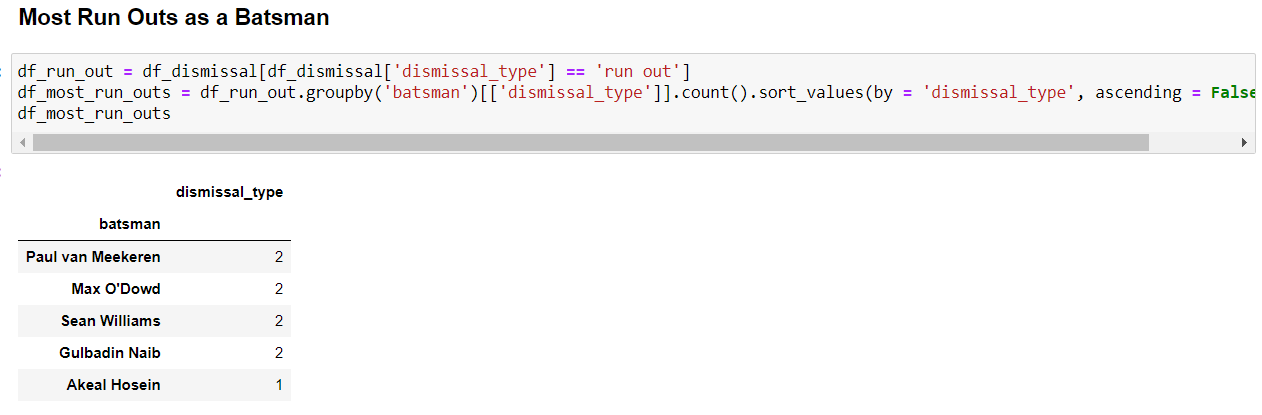 Most Run Outs as a Batsman
df_run_out = df_dismissal[df_dismissal['dismissal_type'] == 'run out']
df_most_run_outs = df_run_out.groupby('batsman')[['dismissal_type']].count().sort_values(by = 'dismissal_type', ascending = False
df_most_run_outs
dismissal_type
batsman
Paul van Meekeren 2
Max O'Dowd 2
Sean Williams 2
Gulbadin Naib 2
Akeal Hosein 1